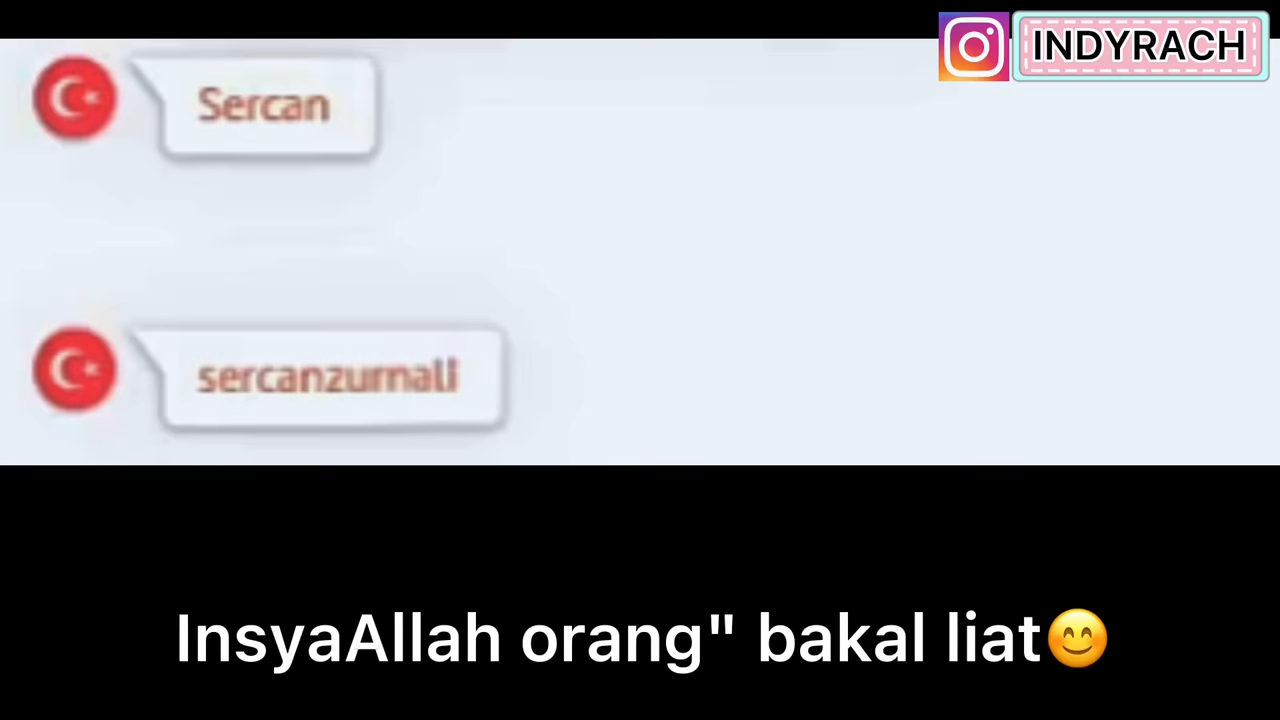 INDYRACH
Sercan
sercanzurnali
InsyaAllah orang" bakal liat😊